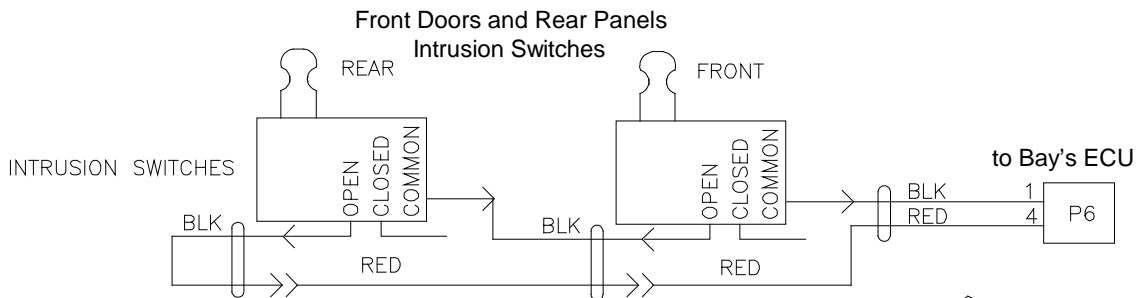 Front Doors and Rear Panels
Intrusion Switches
REAR
FRONT
INTRUSION SWITCHES
OPEN
CLOSED
COMMON
OPEN
CLOSED
COMMON
to Bay's ECU
BLK
1
RED
4
P6
BLK
BLK
RED
RED